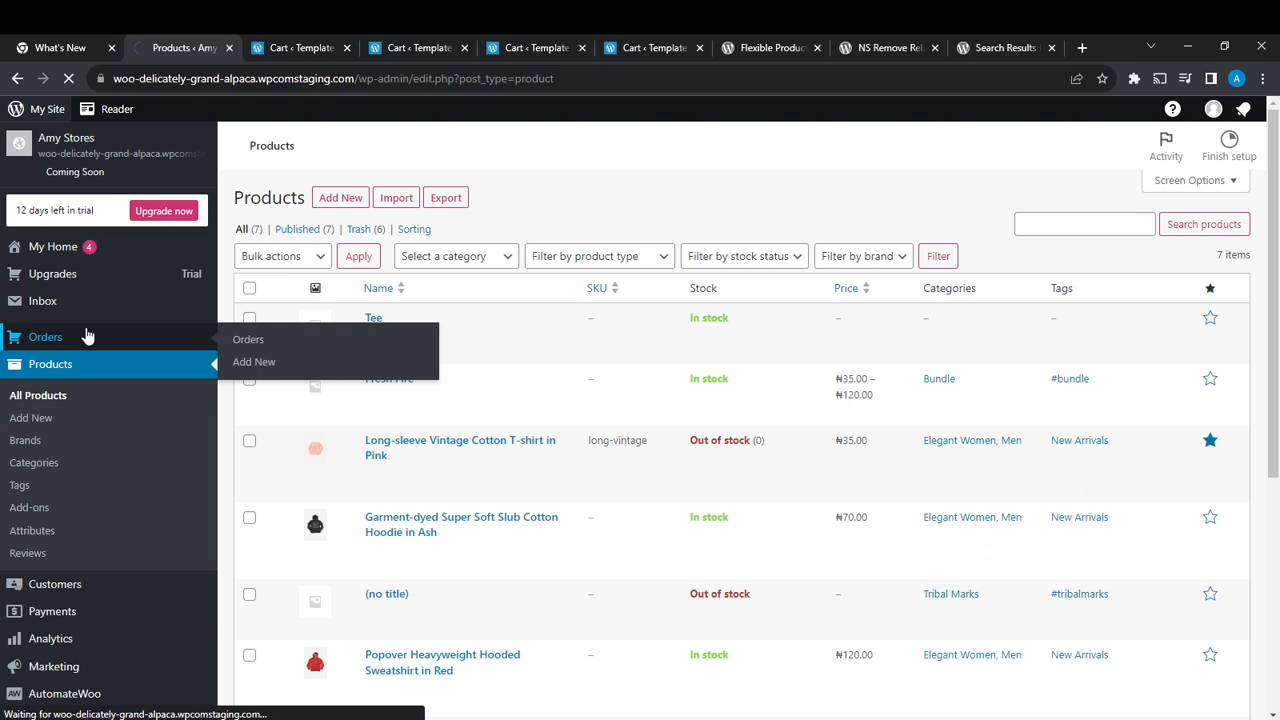 What's New
Products ‹ Amy
Cart ‹ Template
Cart ‹ Template
Cart ‹ Template
Cart ‹ Template
Flexible Produc
NS Remove Rel
Search Results
woo-delicately-grand-alpaca.wpcomstaging.com/wp-admin/edit.php?post_type=product
A
My Site
Reader
Amy Stores
woo-delicately-grand-alpaca.wpcomst
Coming Soon
Products
Activity
Finish setup
Screen Options
12 days left in trial
Upgrade now
Products
Add New
Import
Export
Search products
All (7) | Published (7) | Trash (6) | Sorting
My Home 4
Bulk actions
Apply
Select a category
Filter by product type
Filter by stock status
Filter by brand
Filter
7 items
Upgrades Trial
Inbox
Name
SKU
Stock
Price
Categories
Tags
Tee
–
In stock
–
–
–
Orders
Orders
Add New
Products
Fresh Fire
–
In stock
₦35.00 –
₦120.00
Bundle
#bundle
All Products
Add New
Brands
Categories
Tags
Add-ons
Attributes
Reviews
Long-sleeve Vintage Cotton T-shirt in
Pink
long-vintage
Out of stock (0)
₦35.00
Elegant Women, Men
New Arrivals
Garment-dyed Super Soft Slub Cotton
Hoodie in Ash
–
In stock
₦70.00
Elegant Women, Men
New Arrivals
(no title)
–
Out of stock
–
Tribal Marks
#tribalmarks
Customers
Payments
Analytics
Marketing
AutomateWoo
Popover Heavyweight Hooded
Sweatshirt in Red
–
In stock
₦120.00
Elegant Women, Men
New Arrivals
Waiting for woo-delicately-grand-alpaca.wpcomstaging.com...